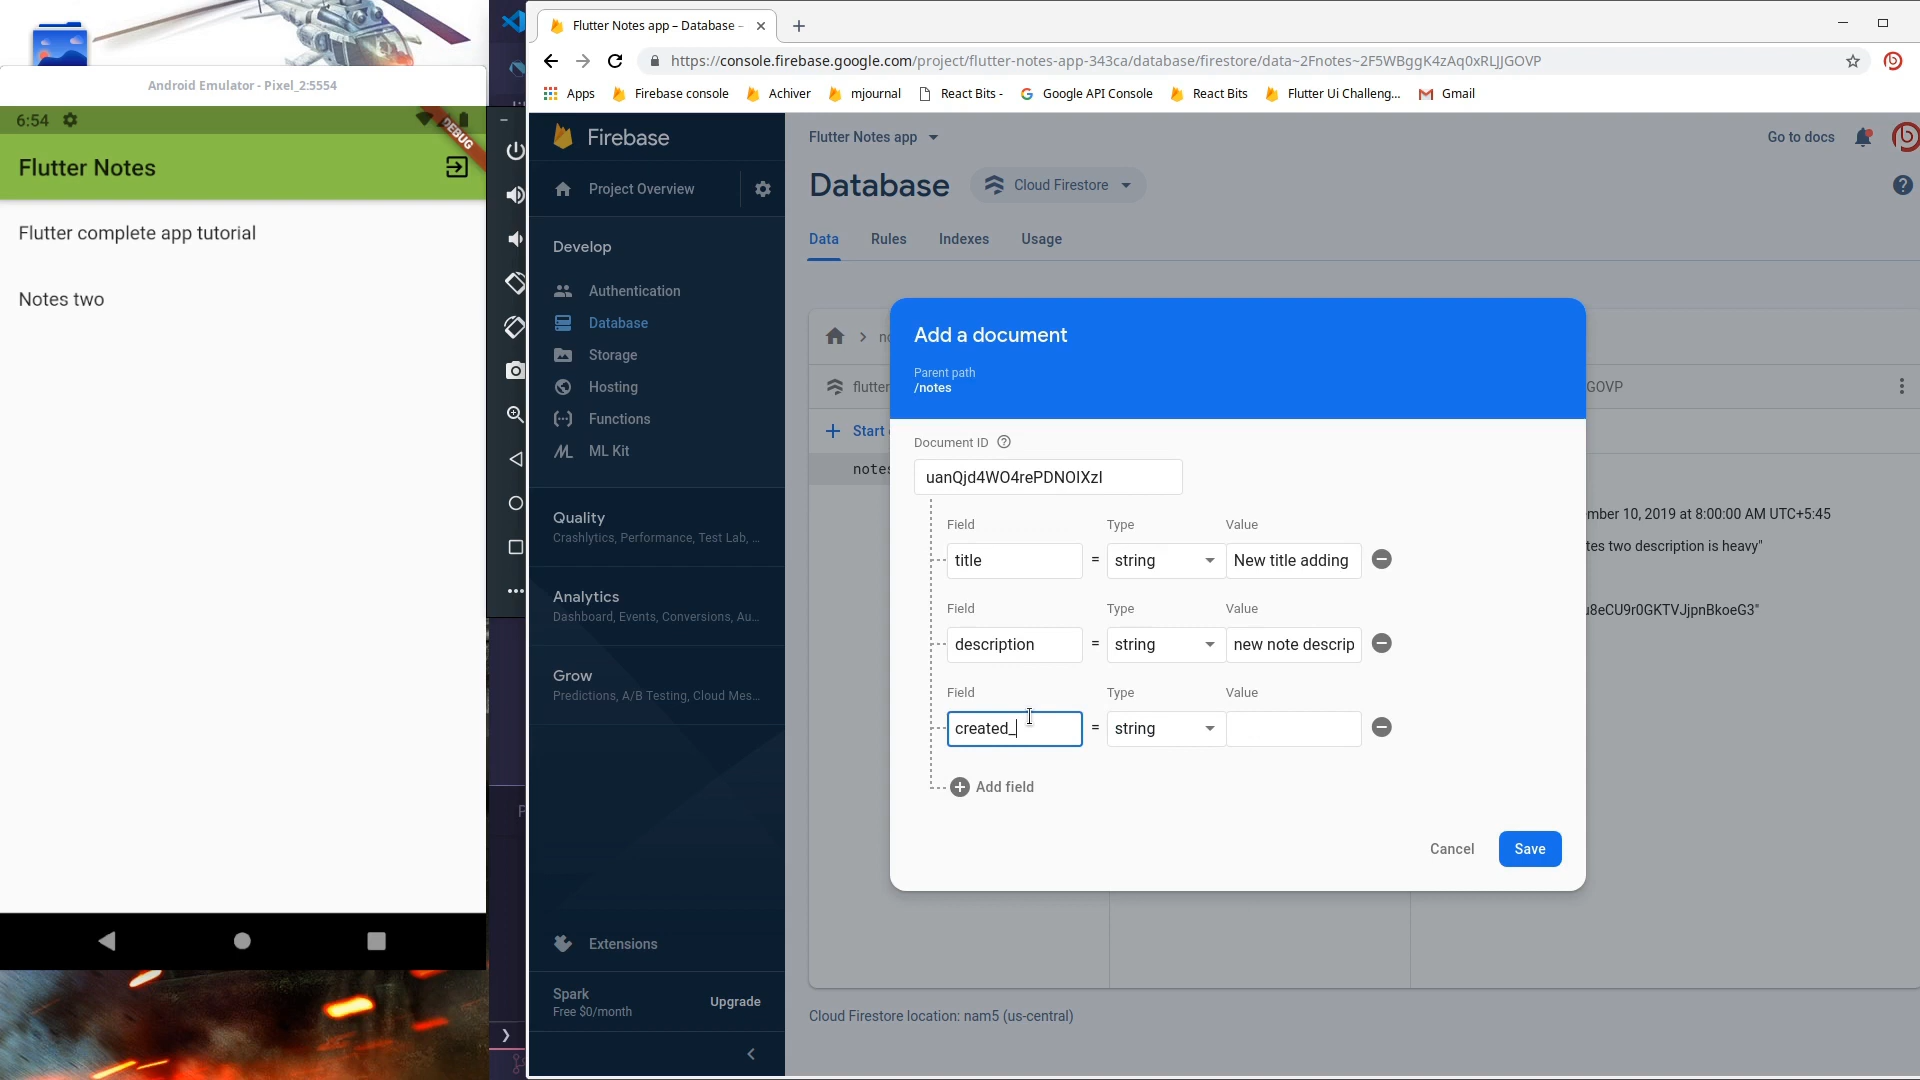 Android Emulator - Pixel_2:5554
6:54
DEBUG
Flutter Notes
Flutter complete app tutorial
Notes two
Flutter Notes app – Database –
https://console.firebase.google.com/project/flutter-notes-app-343ca/database/firestore/data~2Fnotes~2F5WBggK4zAq0xRLJJGOVP
Apps
Firebase console
Achiver
mjournal
React Bits -
Google API Console
React Bits
Flutter Ui Challeng...
Gmail
Firebase
Project Overview
Develop
Authentication
Database
Storage
Hosting
Functions
ML Kit
Quality
Crashlytics, Performance, Test Lab, ...
Analytics
Dashboard, Events, Conversions, Au...
Grow
Predictions, A/B Testing, Cloud Mes...
Extensions
Spark
Free $0/month
Upgrade
Flutter Notes app
Go to docs
Database
Cloud Firestore
Data
Rules
Indexes
Usage
no
flutter
GOVP
Start
notes
mber 10, 2019 at 8:00:00 AM UTC+5:45
tes two description is heavy"
u8eCU9r0GKTVJjpnBkoeG3"
Add a document
Parent path
/notes
Document ID
uanQjd4WO4rePDNOIXzI
Field Type Value
title = string New title adding
Field Type Value
description = string new note descrip
Field Type Value
created_ = string
Add field
Cancel
Save
Cloud Firestore location: nam5 (us-central)